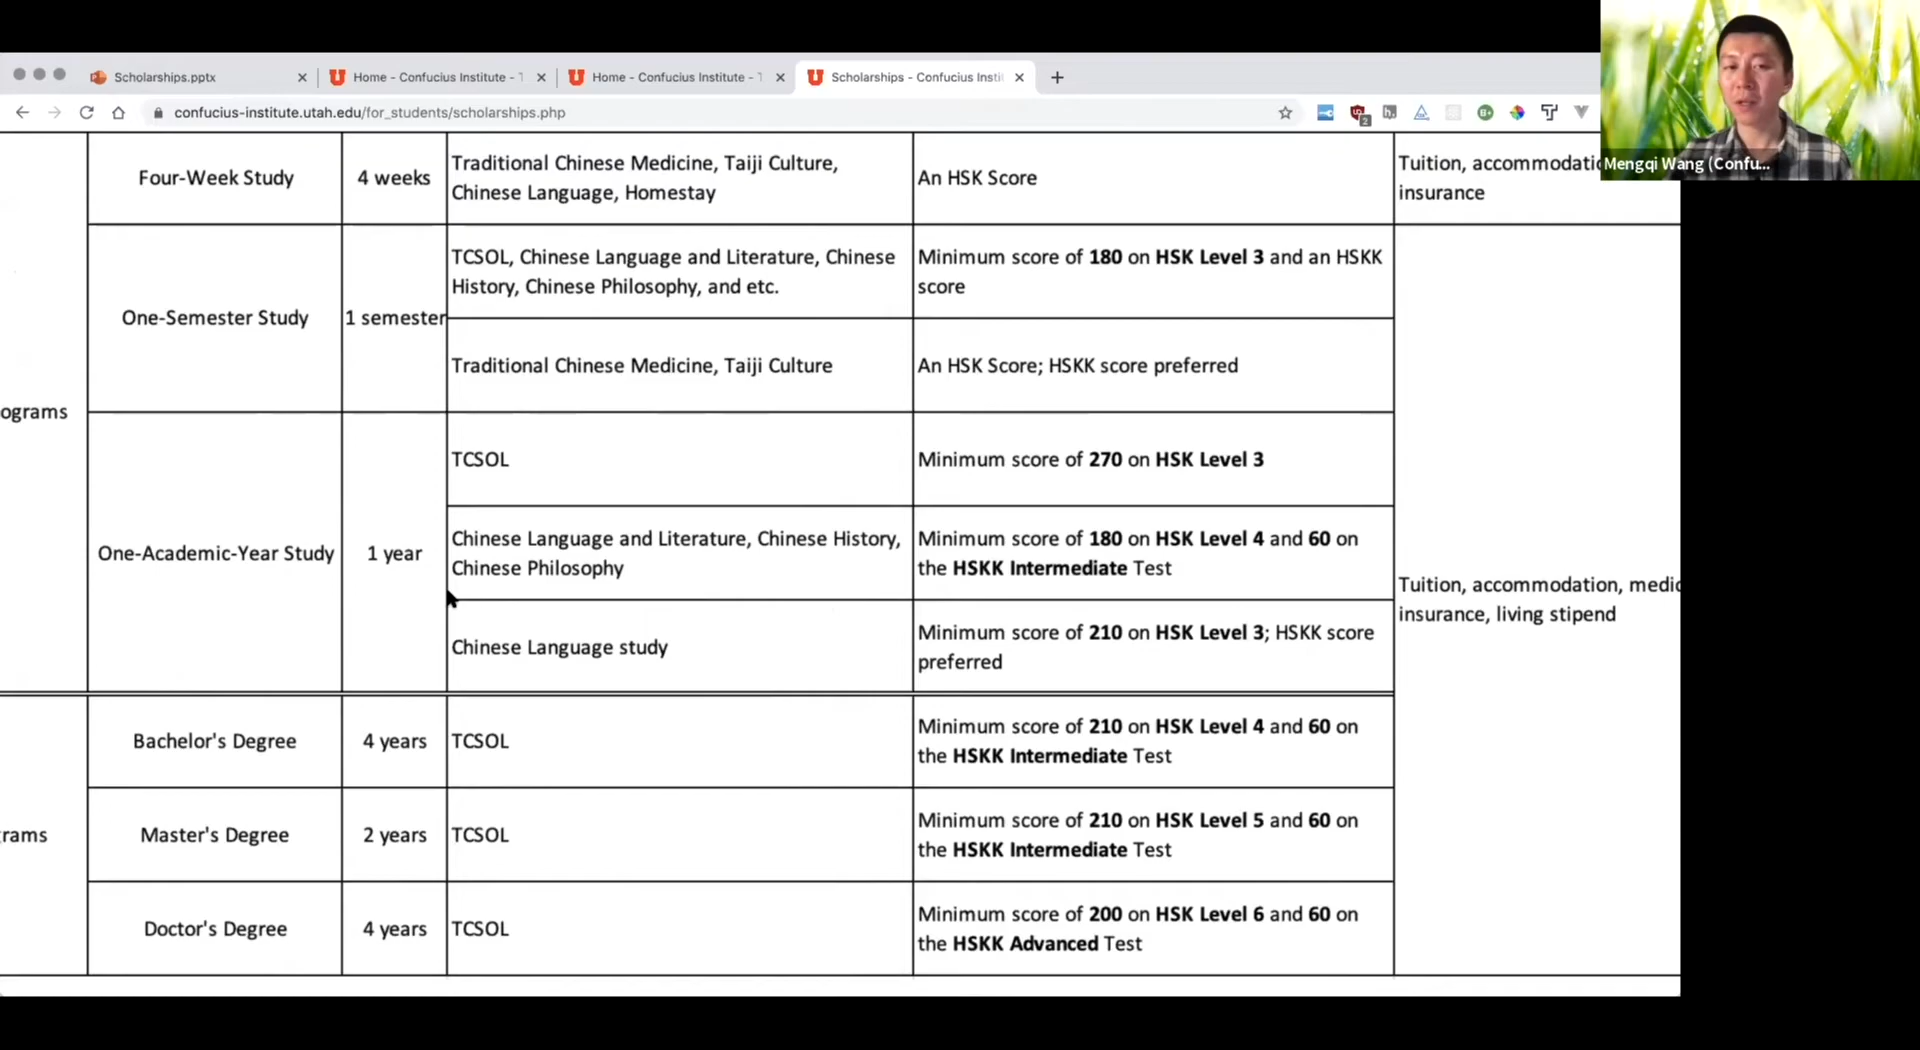 Scholarships.pptx
Home - Confucius Institute - T
Home - Confucius Institute - T
Scholarships - Confucius Insti
confucius-institute.utah.edu/for_students/scholarships.php
2
Mengqi Wang (Confu...
Four-Week Study
4 weeks
Traditional Chinese Medicine, Taiji Culture,
Chinese Language, Homestay
An HSK Score
Tuition, accommodatio
insurance
ograms
One-Semester Study
1 semester
TCSOL, Chinese Language and Literature, Chinese
History, Chinese Philosophy, and etc.
Minimum score of 180 on HSK Level 3 and an HSKK
score
Traditional Chinese Medicine, Taiji Culture
An HSK Score; HSKK score preferred
One-Academic-Year Study
1 year
TCSOL
Minimum score of 270 on HSK Level 3
Chinese Language and Literature, Chinese History,
Chinese Philosophy
Minimum score of 180 on HSK Level 4 and 60 on
the HSKK Intermediate Test
Chinese Language study
Minimum score of 210 on HSK Level 3; HSKK score
preferred
Tuition, accommodation, medic
insurance, living stipend
rams
Bachelor's Degree
4 years
TCSOL
Minimum score of 210 on HSK Level 4 and 60 on
the HSKK Intermediate Test
Master's Degree
2 years
TCSOL
Minimum score of 210 on HSK Level 5 and 60 on
the HSKK Intermediate Test
Doctor's Degree
4 years
TCSOL
Minimum score of 200 on HSK Level 6 and 60 on
the HSKK Advanced Test